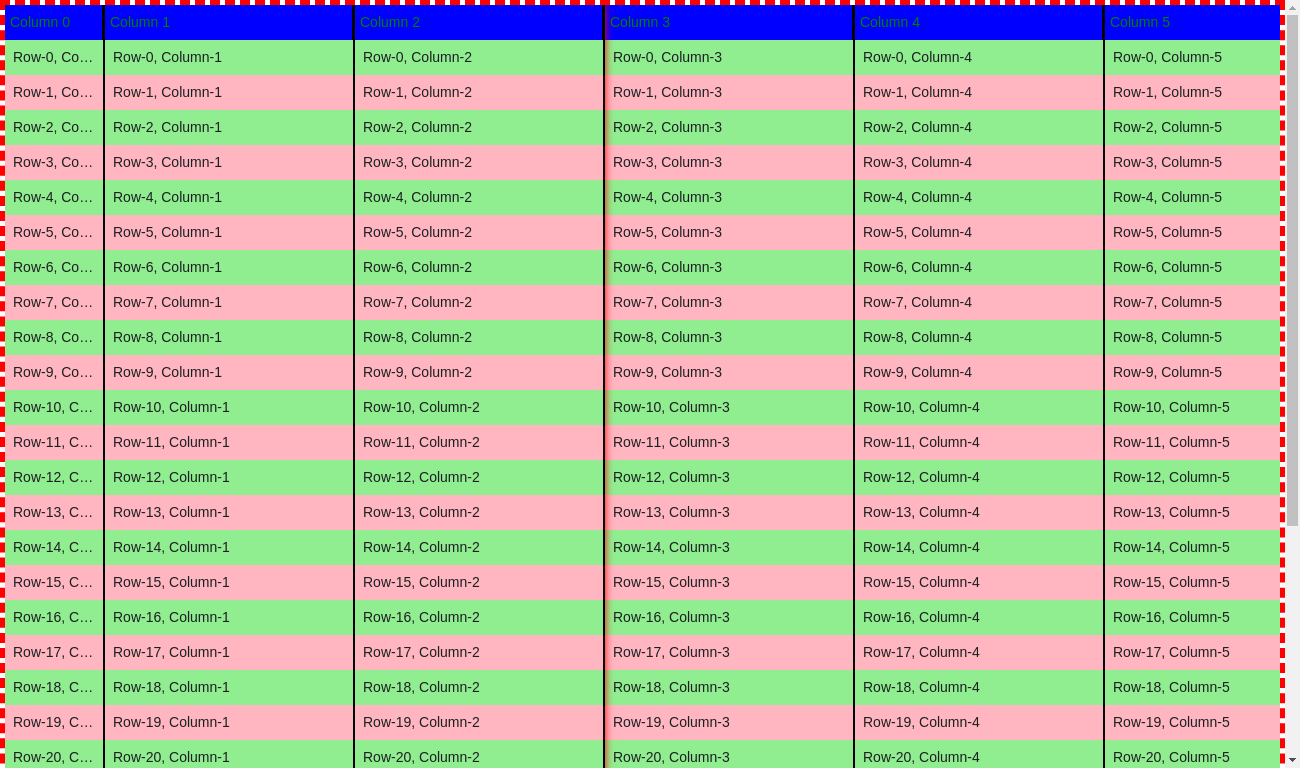 Column 0 Column 1 Column 2 Column 3 Column 4 Column 5
Row-0, Co… Row-0, Column-1 Row-0, Column-2 Row-0, Column-3 Row-0, Column-4 Row-0, Column-5
Row-1, Co… Row-1, Column-1 Row-1, Column-2 Row-1, Column-3 Row-1, Column-4 Row-1, Column-5
Row-2, Co… Row-2, Column-1 Row-2, Column-2 Row-2, Column-3 Row-2, Column-4 Row-2, Column-5
Row-3, Co… Row-3, Column-1 Row-3, Column-2 Row-3, Column-3 Row-3, Column-4 Row-3, Column-5
Row-4, Co… Row-4, Column-1 Row-4, Column-2 Row-4, Column-3 Row-4, Column-4 Row-4, Column-5
Row-5, Co… Row-5, Column-1 Row-5, Column-2 Row-5, Column-3 Row-5, Column-4 Row-5, Column-5
Row-6, Co… Row-6, Column-1 Row-6, Column-2 Row-6, Column-3 Row-6, Column-4 Row-6, Column-5
Row-7, Co… Row-7, Column-1 Row-7, Column-2 Row-7, Column-3 Row-7, Column-4 Row-7, Column-5
Row-8, Co… Row-8, Column-1 Row-8, Column-2 Row-8, Column-3 Row-8, Column-4 Row-8, Column-5
Row-9, Co… Row-9, Column-1 Row-9, Column-2 Row-9, Column-3 Row-9, Column-4 Row-9, Column-5
Row-10, C… Row-10, Column-1 Row-10, Column-2 Row-10, Column-3 Row-10, Column-4 Row-10, Column-5
Row-11, C… Row-11, Column-1 Row-11, Column-2 Row-11, Column-3 Row-11, Column-4 Row-11, Column-5
Row-12, C… Row-12, Column-1 Row-12, Column-2 Row-12, Column-3 Row-12, Column-4 Row-12, Column-5
Row-13, C… Row-13, Column-1 Row-13, Column-2 Row-13, Column-3 Row-13, Column-4 Row-13, Column-5
Row-14, C… Row-14, Column-1 Row-14, Column-2 Row-14, Column-3 Row-14, Column-4 Row-14, Column-5
Row-15, C… Row-15, Column-1 Row-15, Column-2 Row-15, Column-3 Row-15, Column-4 Row-15, Column-5
Row-16, C… Row-16, Column-1 Row-16, Column-2 Row-16, Column-3 Row-16, Column-4 Row-16, Column-5
Row-17, C… Row-17, Column-1 Row-17, Column-2 Row-17, Column-3 Row-17, Column-4 Row-17, Column-5
Row-18, C… Row-18, Column-1 Row-18, Column-2 Row-18, Column-3 Row-18, Column-4 Row-18, Column-5
Row-19, C… Row-19, Column-1 Row-19, Column-2 Row-19, Column-3 Row-19, Column-4 Row-19, Column-5
Row-20, C… Row-20, Column-1 Row-20, Column-2 Row-20, Column-3 Row-20, Column-4 Row-20, Column-5